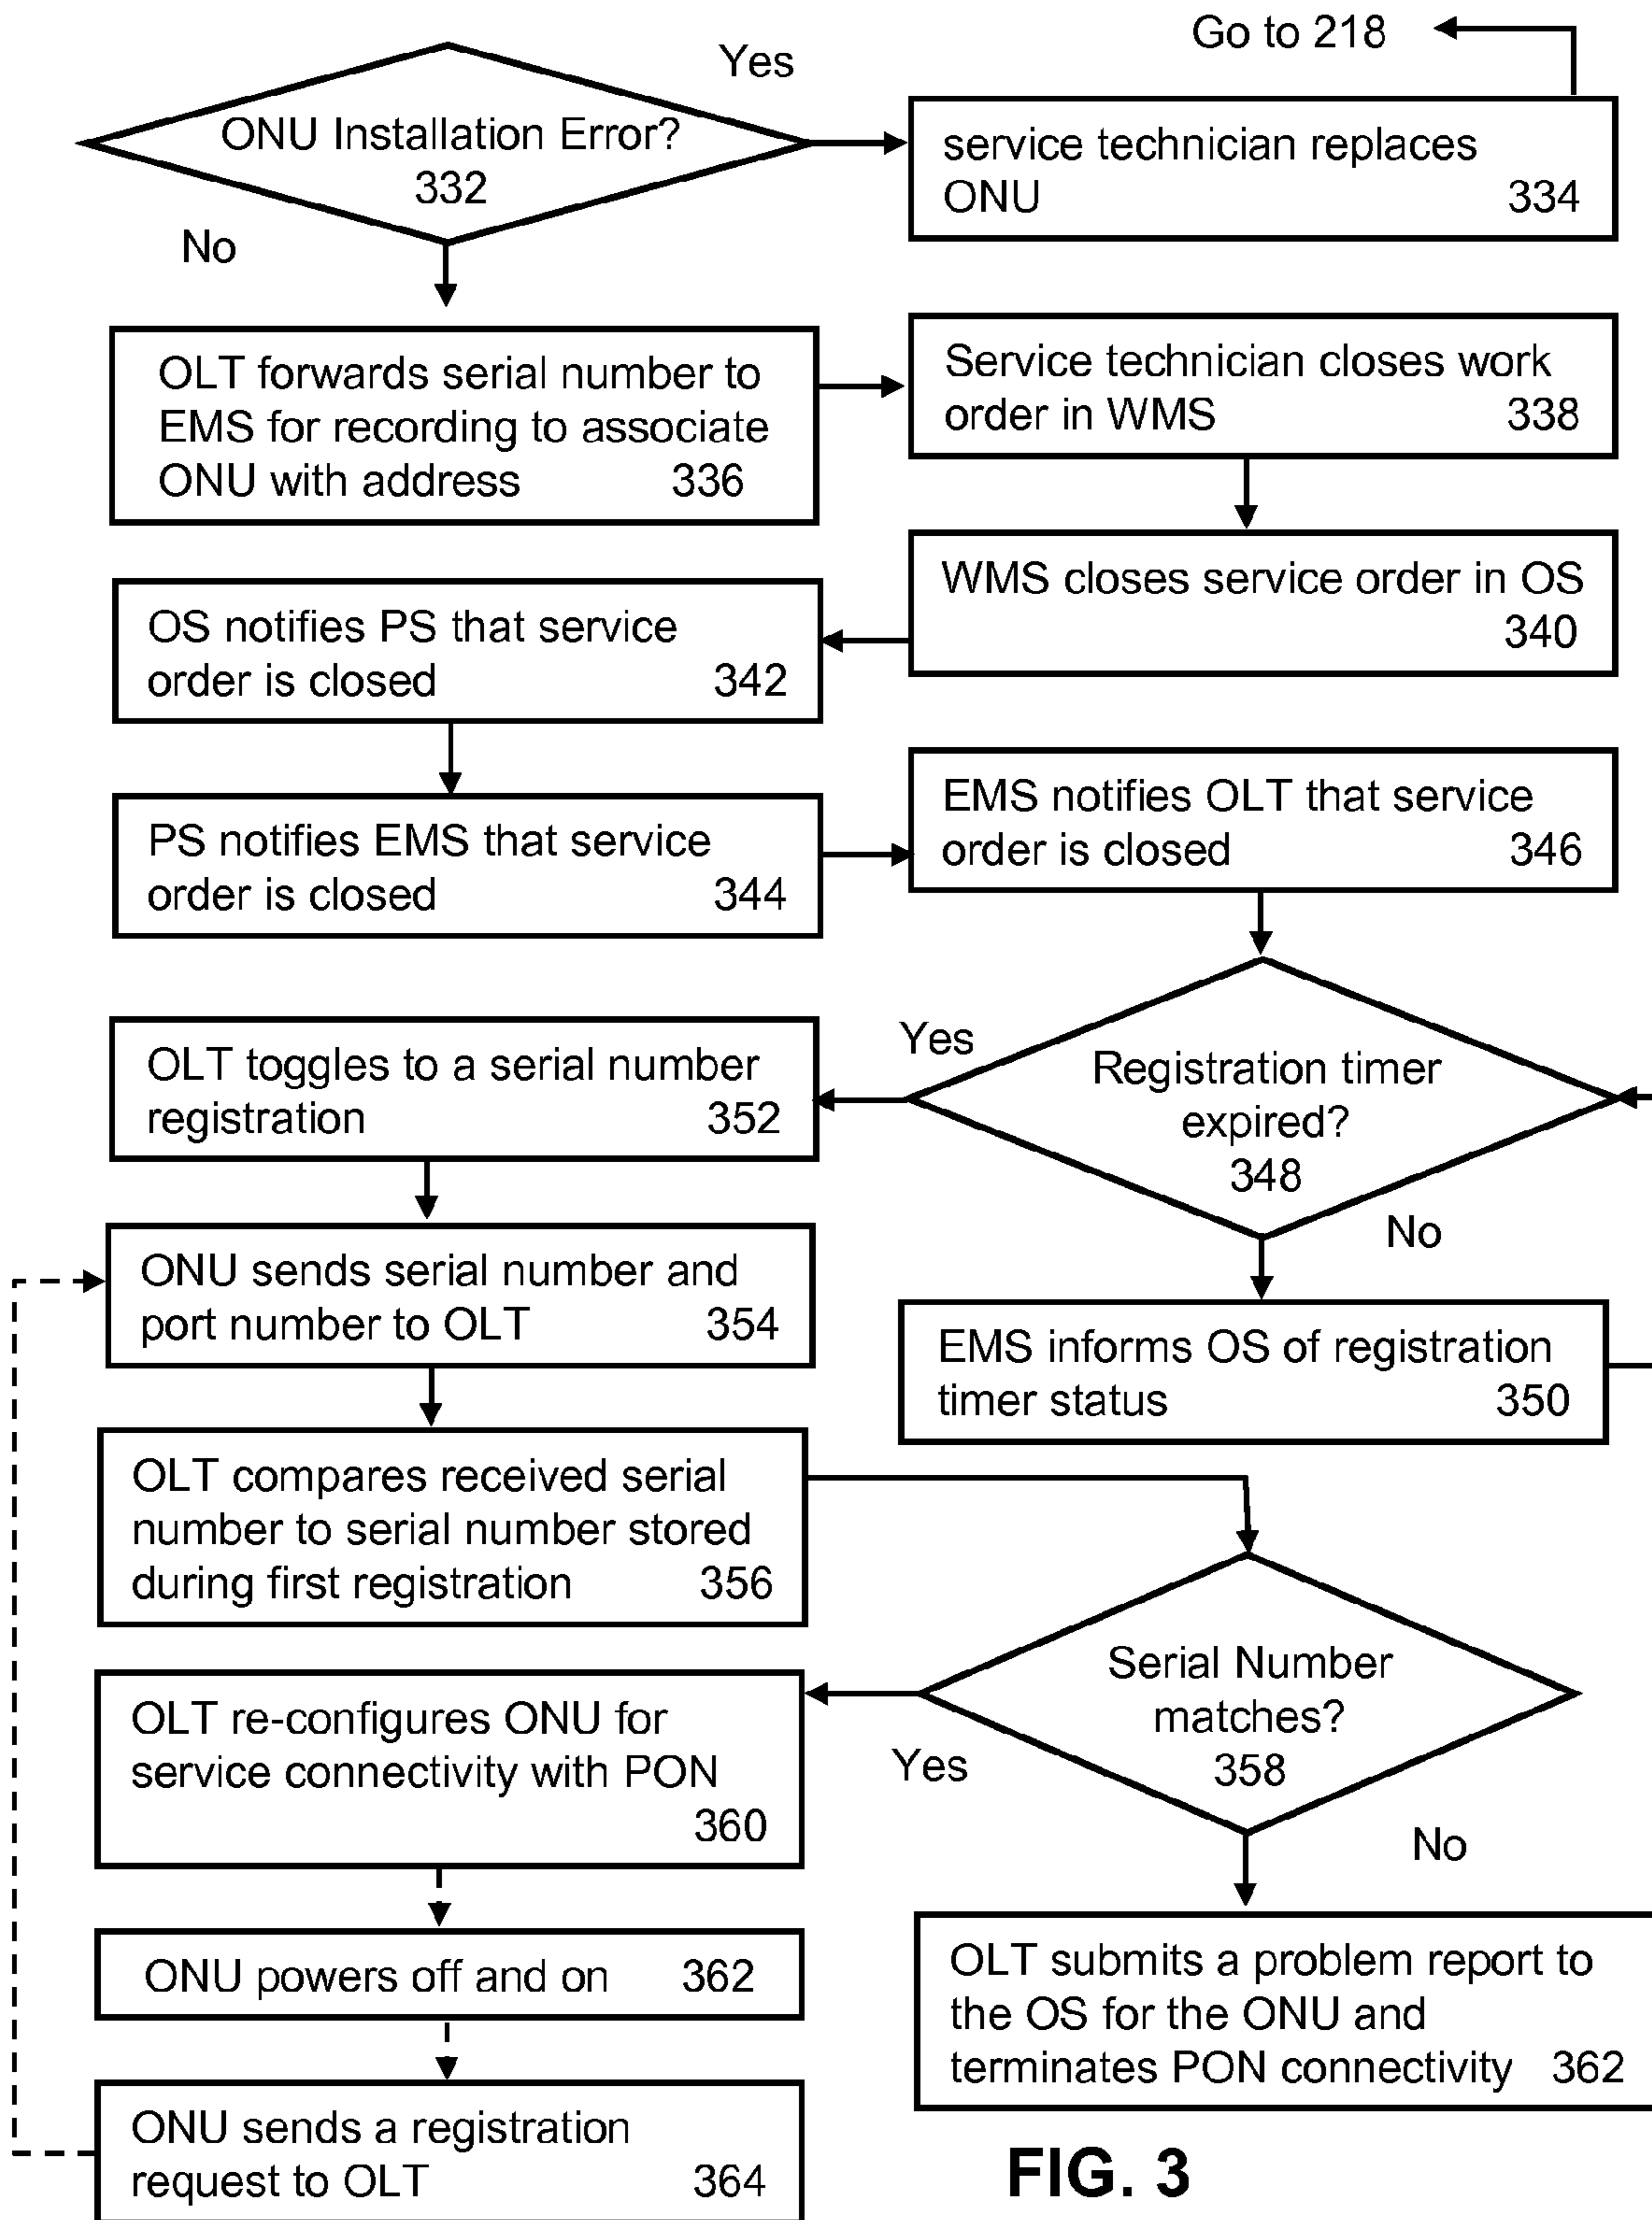 Go to 218
Yes
ONU Installation Error?
332
service technician replaces
ONU 334
No
OLT forwards serial number to
EMS for recording to associate
ONU with address 336
Service technician closes work
order in WMS 338
WMS closes service order in OS
340
OS notifies PS that service
order is closed 342
PS notifies EMS that service
order is closed 344
EMS notifies OLT that service
order is closed 346
Registration timer
expired?
348
Yes
No
OLT toggles to a serial number
registration 352
EMS informs OS of registration
timer status 350
ONU sends serial number and
port number to OLT 354
OLT compares received serial
number to serial number stored
during first registration 356
Serial Number
matches?
358
Yes
No
OLT re-configures ONU for
service connectivity with PON
360
ONU powers off and on 362
OLT submits a problem report to
the OS for the ONU and
terminates PON connectivity 362
ONU sends a registration
request to OLT 364
FIG. 3